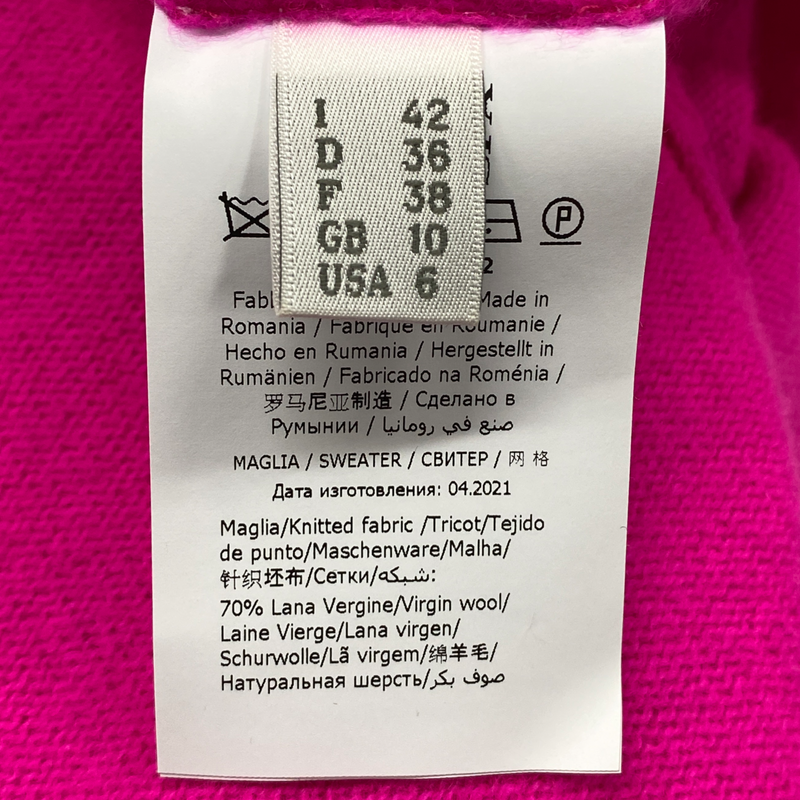 I 42
D 36
F 38
GB 10
USA 6
P
2
Made in
Romania / Fabriqué en Roumanie /
Hecho en Rumania / Hergestellt in
Rumänien / Fabricado na Roménia /
罗马尼亚制造 / Сделано в
Румынии / صنع في رومانيا
MAGLIA / SWEATER / СВИТЕР / 网 格
Дата изготовления: 04.2021
Maglia/Knitted fabric /Tricot/Tejido
de punto/Maschenware/Malha/
针织坯布/Сетки/شبكه:
70% Lana Vergine/Virgin wool/
Laine Vierge/Lana virgen/
Schurwolle/Lã virgem/绵羊毛/
Натуральная шерсть/صوف بكر